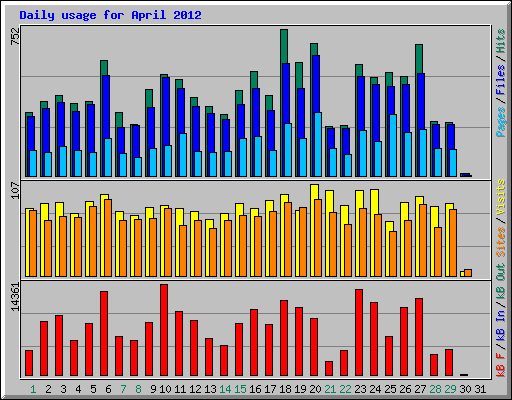 Daily usage for April 2012
752
Pages / Files / Hits
107
Sites / Visits
14361
kB F / kB In / kB Out
1 2 3 4 5 6 7 8 9 10 11 12 13 14 15 16 17 18 19 20 21 22 23 24 25 26 27 28 29 30 31